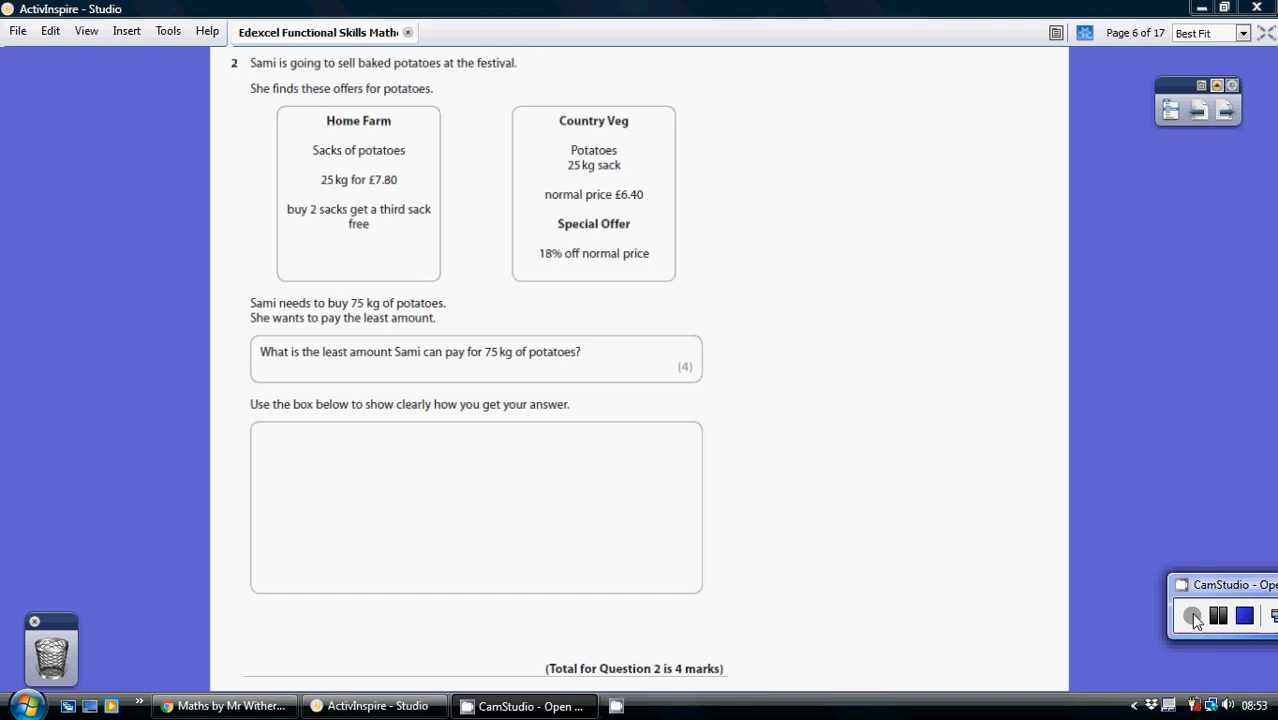 ActivInspire - Studio
File Edit View Insert Tools Help
Edexcel Functional Skills Mathe
Page 6 of 17
Best Fit
2 Sami is going to sell baked potatoes at the festival.
She finds these offers for potatoes.
Home Farm
Sacks of potatoes
25 kg for £7.80
buy 2 sacks get a third sack
free
Country Veg
Potatoes
25 kg sack
normal price £6.40
Special Offer
18% off normal price
Sami needs to buy 75 kg of potatoes.
She wants to pay the least amount.
What is the least amount Sami can pay for 75 kg of potatoes?
(4)
Use the box below to show clearly how you get your answer.
(Total for Question 2 is 4 marks)
CamStudio - Ope
Maths by Mr Wither...
ActivInspire - Studio
CamStudio - Open ...
08:53